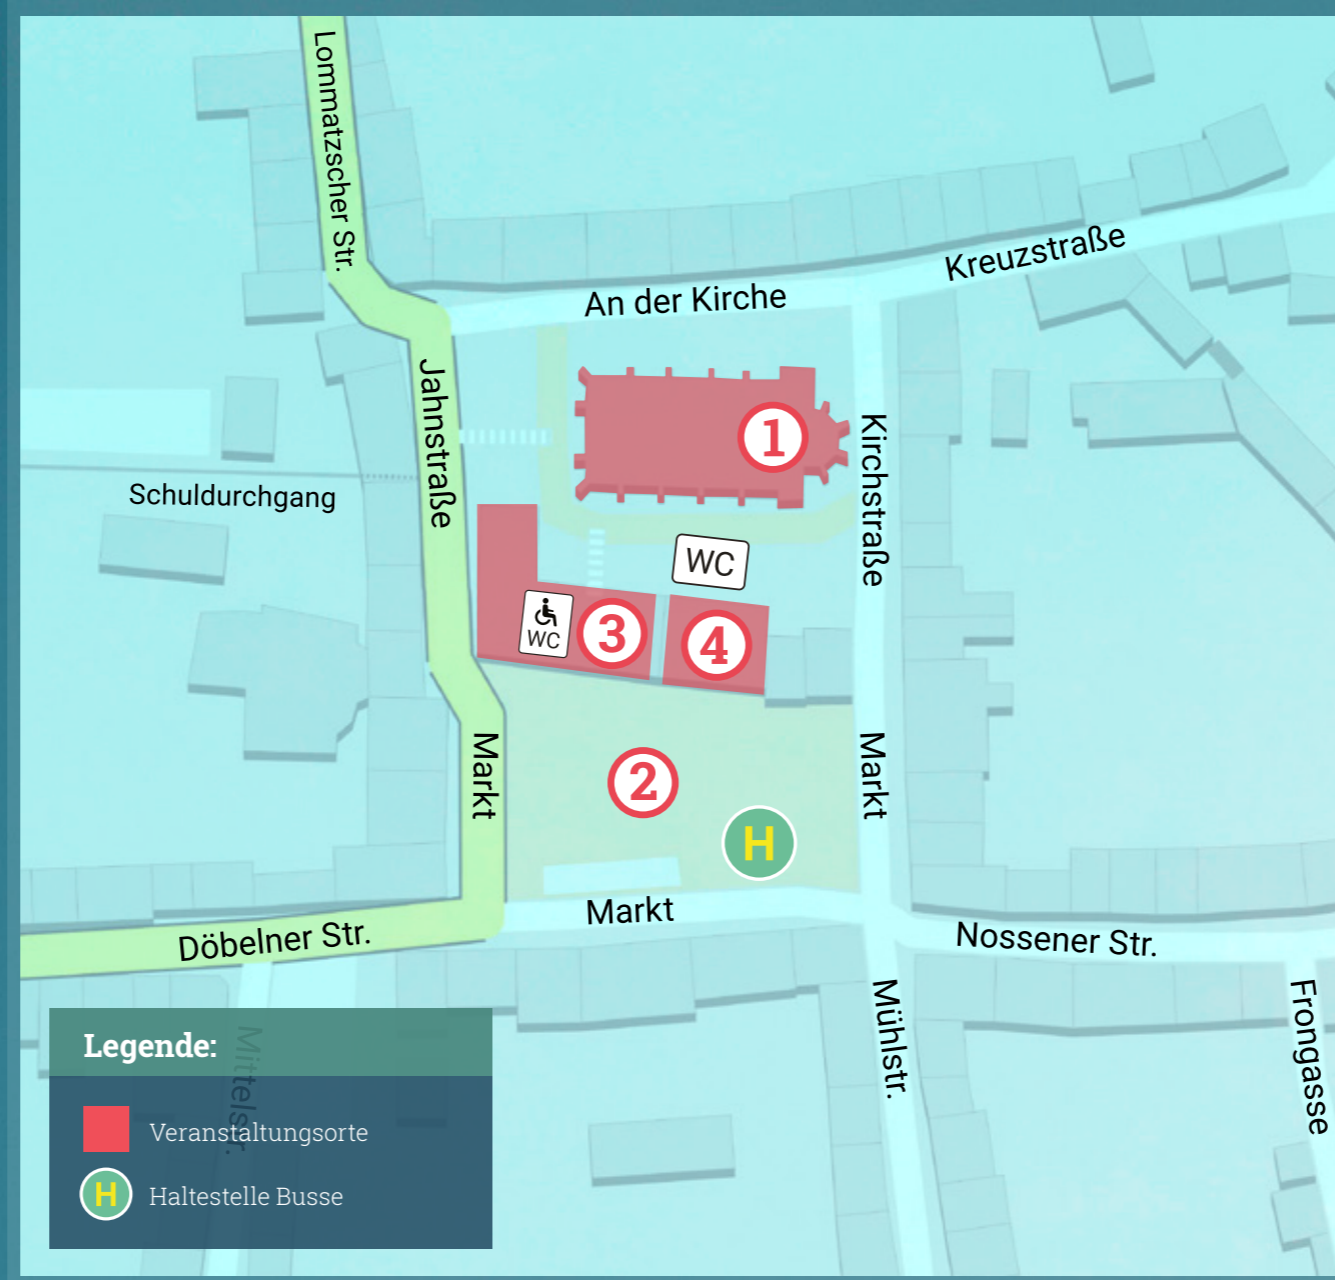 Lommatzscher Str.
Kreuzstraße
An der Kirche
Jahnstraße
1
Kirchstraße
Schuldurchgang
WC
WC
3
4
Markt
Markt
2
H
Markt
Döbelner Str.
Nossener Str.
Mühlstr.
Frongasse
Legende:
Mittelstr.
Veranstaltungsorte
H
Haltestelle Busse